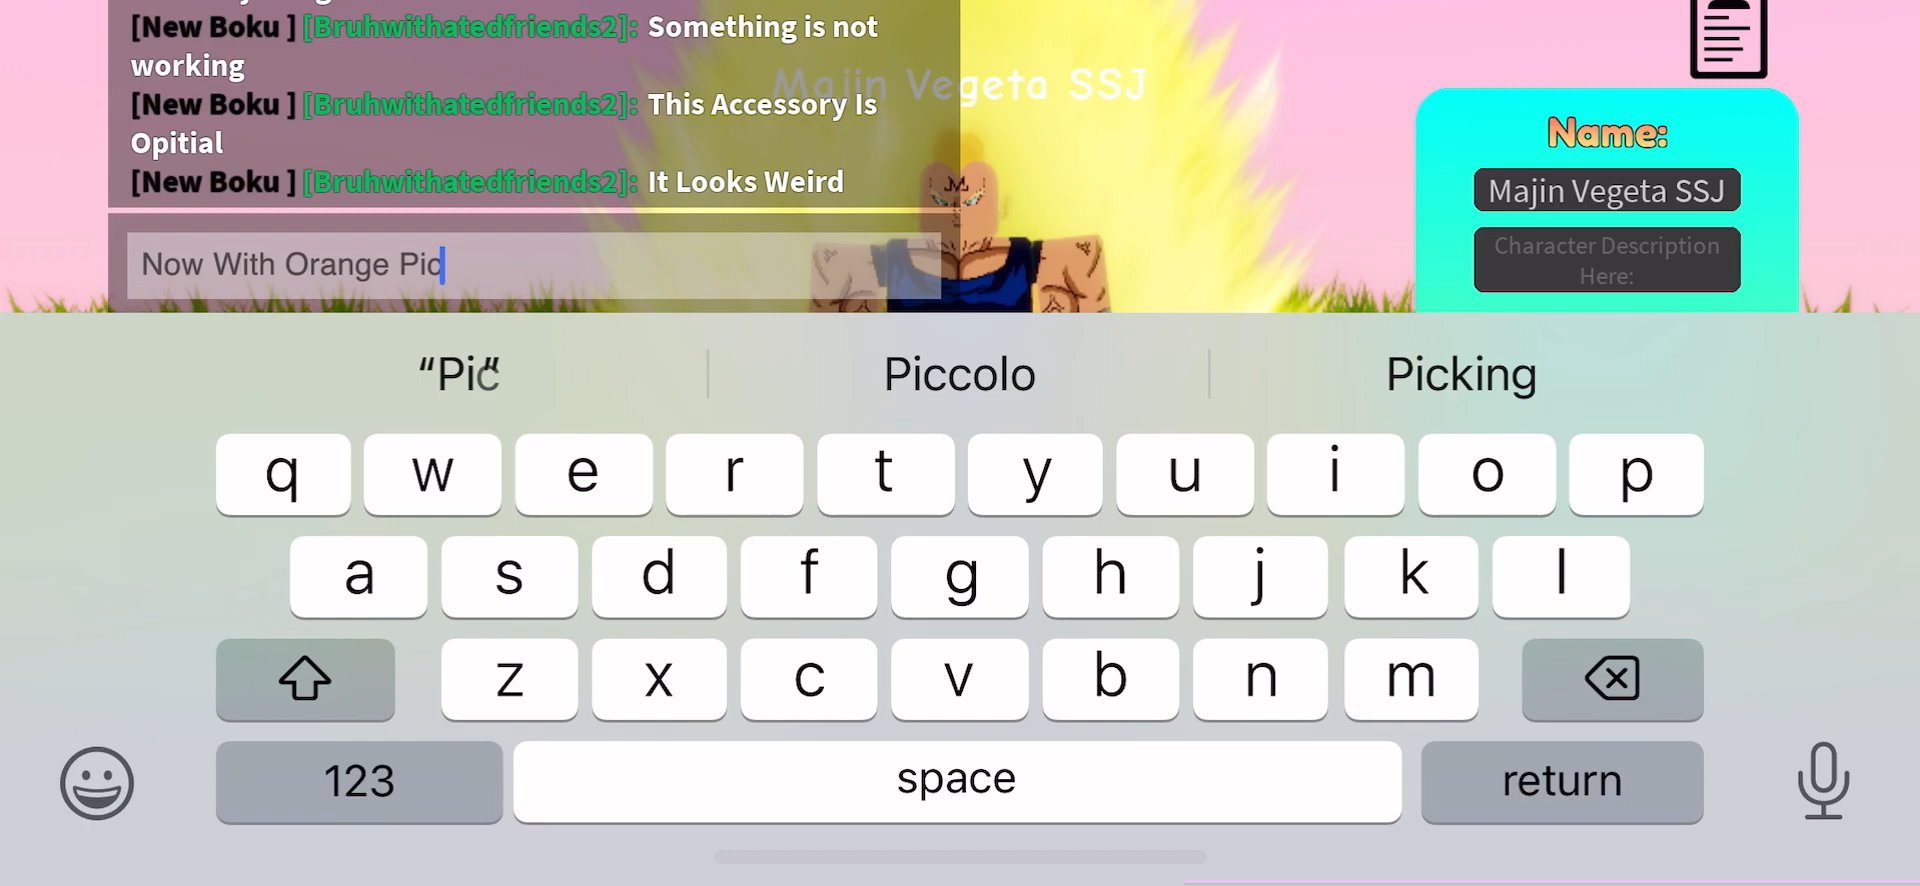 [New Boku ] [Bruhwithatedfriends2]: Something is not
working
Majin Vegeta SSJ
[New Boku ] [Bruhwithatedfriends2]: This Accessory Is
Opitial
[New Boku ] [Bruhwithatedfriends2]: It Looks Weird
Now With Orange Pic
Name:
Majin Vegeta SSJ
Character Description
Here:
“Pic“ Piccolo Picking
q w e r t y u i o p
a s d f g h j k l
z x c v b n m
123 space return